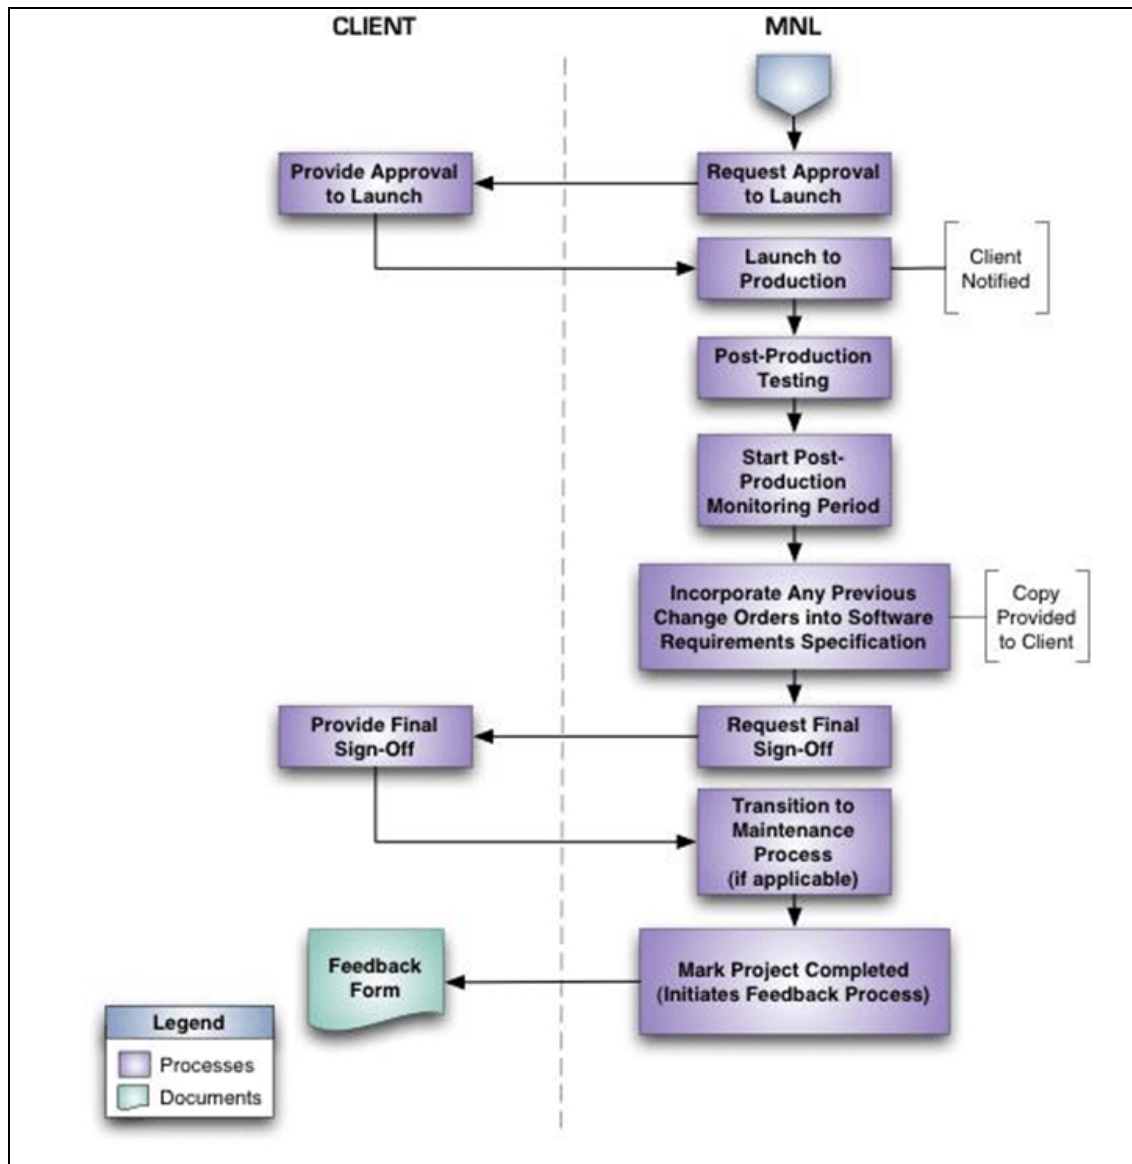 CLIENT
MNL
Provide Approval
to Launch
Request Approval
to Launch
Launch to
Production
Client
Notified
Post-Production
Testing
Start Post-
Production
Monitoring Period
Incorporate Any Previous
Change Orders into Software
Requirements Specification
Copy
Provided
to Client
Provide Final
Sign-Off
Request Final
Sign-Off
Transition to
Maintenance
Process
(if applicable)
Feedback
Form
Mark Project Completed
(Initiates Feedback Process)
Legend
Processes
Documents